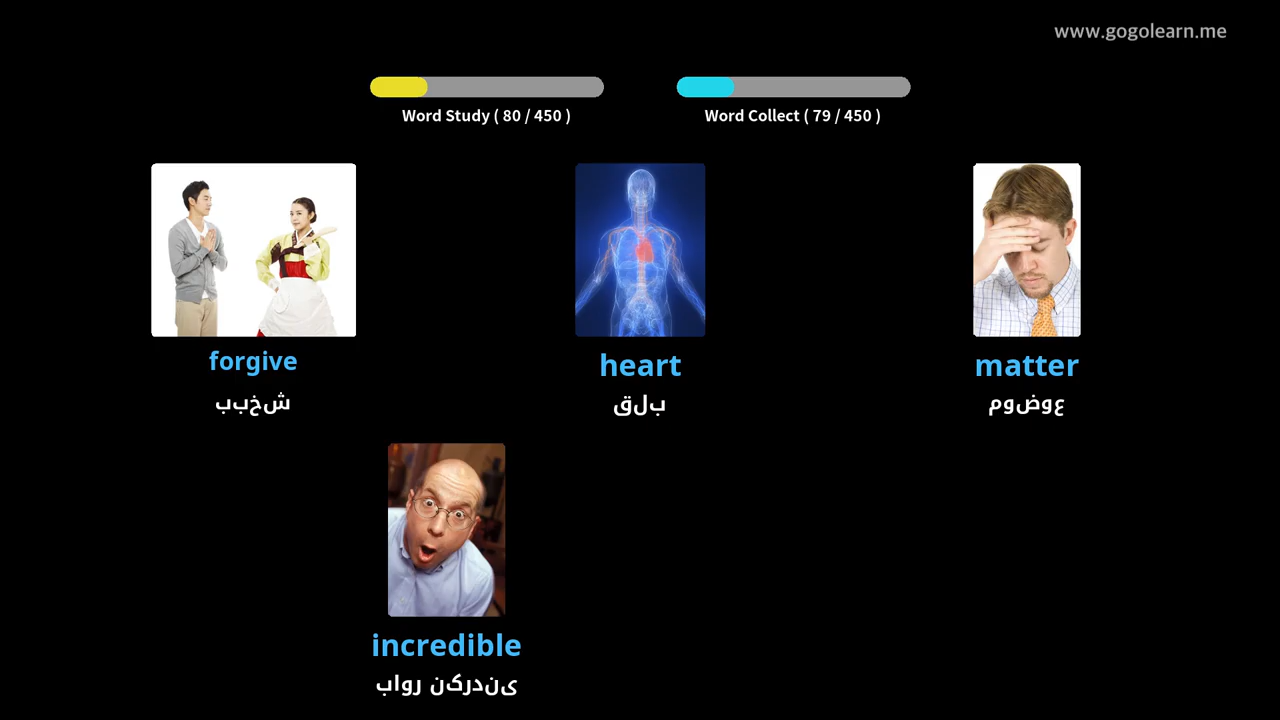 www.gogolearn.me
Word Study ( 80 / 450 )
Word Collect ( 79 / 450 )
forgive
شخبب
heart
بلق
matter
عوضوم
incredible
یندرکن رواب